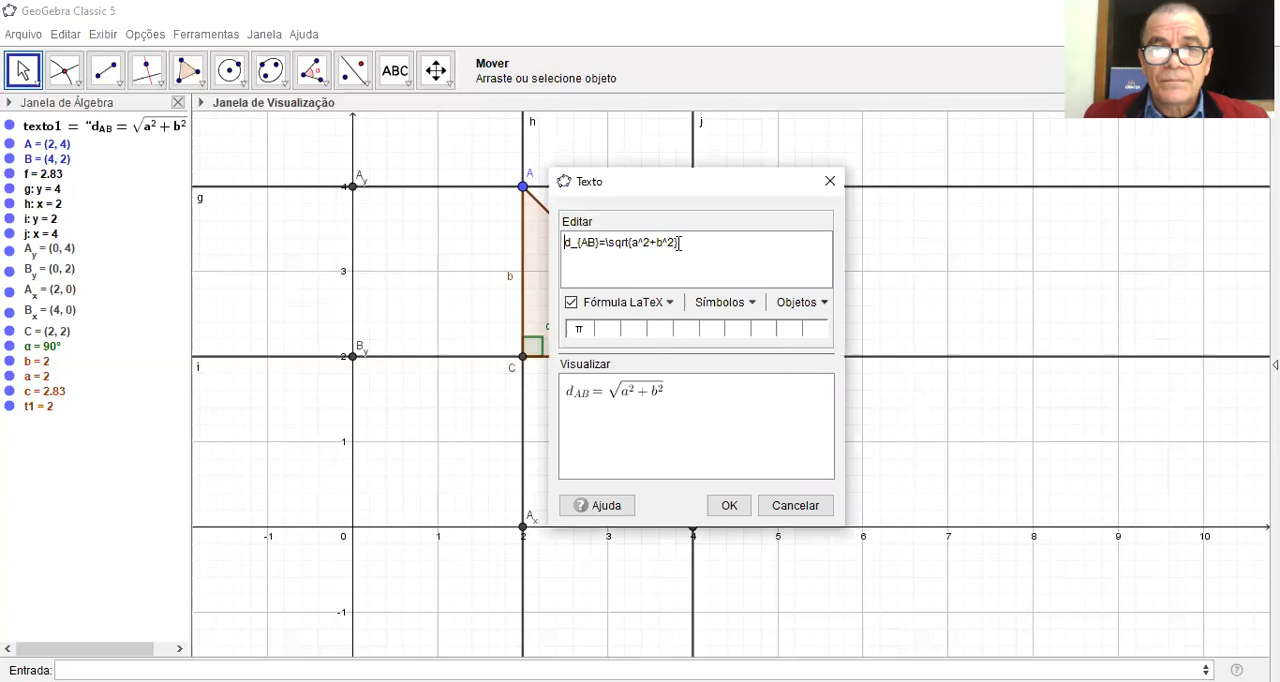 GeoGebra Classic 5
Arquivo Editar Exibir Opções Ferramentas Janela Ajuda
ABC
Mover
Arraste ou selecione objeto
Janela de Álgebra
Janela de Visualização
texto1 = "d_AB = √a² + b²
A = (2, 4)
B = (4, 2)
f = 2.83
g: y = 4
h: x = 2
i: y = 2
j: x = 4
A_y = (0, 4)
B_y = (0, 2)
A_x = (2, 0)
B_x = (4, 0)
C = (2, 2)
α = 90°
b = 2
a = 2
c = 2.83
t1 = 2
h
j
A_y
A
4
g
3
b
B_y
2
C
i
1
A_x
-1 0 2 3 4 5 6 7 8 9 10
-1
Texto
Editar
d_{AB}=\sqrt{a^2+b^2}
Fórmula LaTeX Símbolos Objetos
π
Visualizar
d_AB = √a² + b²
Ajuda OK Cancelar
Entrada: